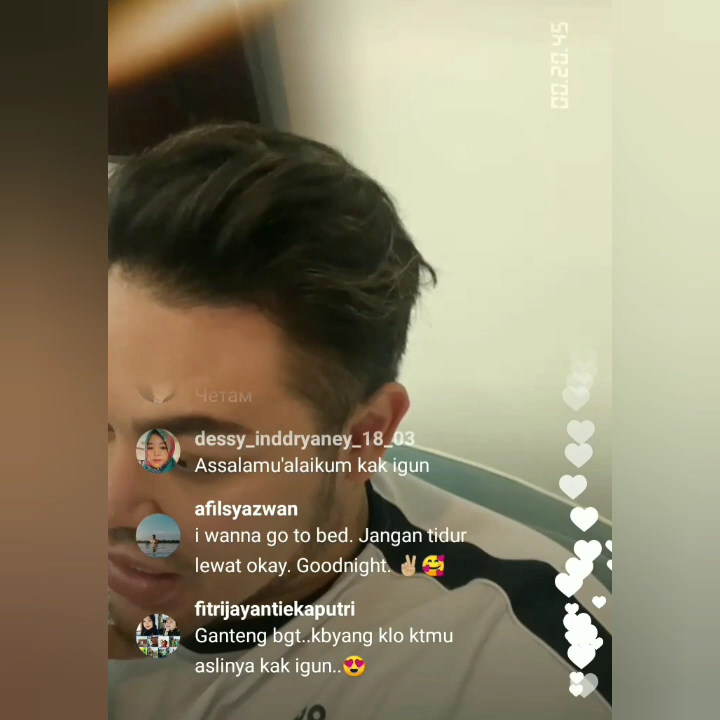 00.20.45
Четам
dessy_inddryaney_18_03
Assalamu'alaikum kak igun
afilsyazwan
i wanna go to bed. Jangan tidur
lewat okay. Goodnight. ✌🏼🥰
fitrijayantiekaputri
Ganteng bgt..kbyang klo ktmu
aslinya kak igun..😍